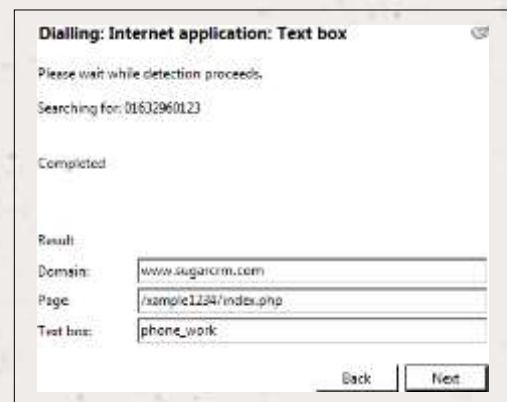 Dialling: Internet application: Text box
Please wait while detection proceeds.
Searching for: 01632960123
Completed
Result
Domain: www.sugarcrm.com
Page /xample1234/index.php
Text box: phone_work
Back Next